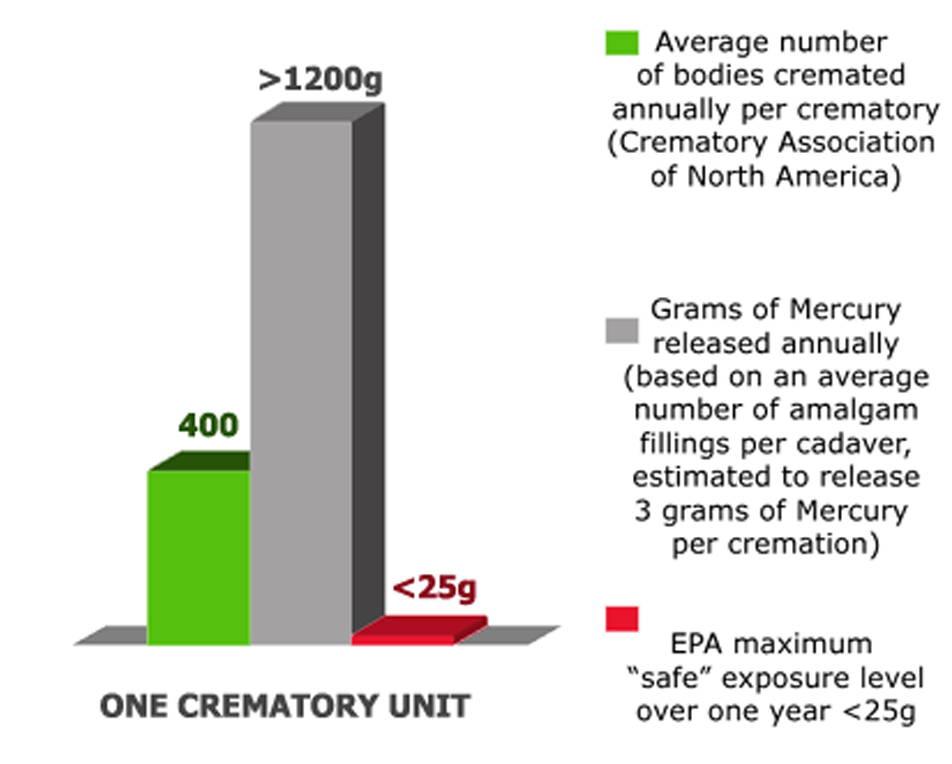 >1200g
400
<25g
ONE CREMATORY UNIT
Average number
of bodies cremated
annually per crematory
(Crematory Association
of North America)
Grams of Mercury
released annually
(based on an average
number of amalgam
fillings per cadaver,
estimated to release
3 grams of Mercury
per cremation)
EPA maximum
“safe” exposure level
over one year <25g